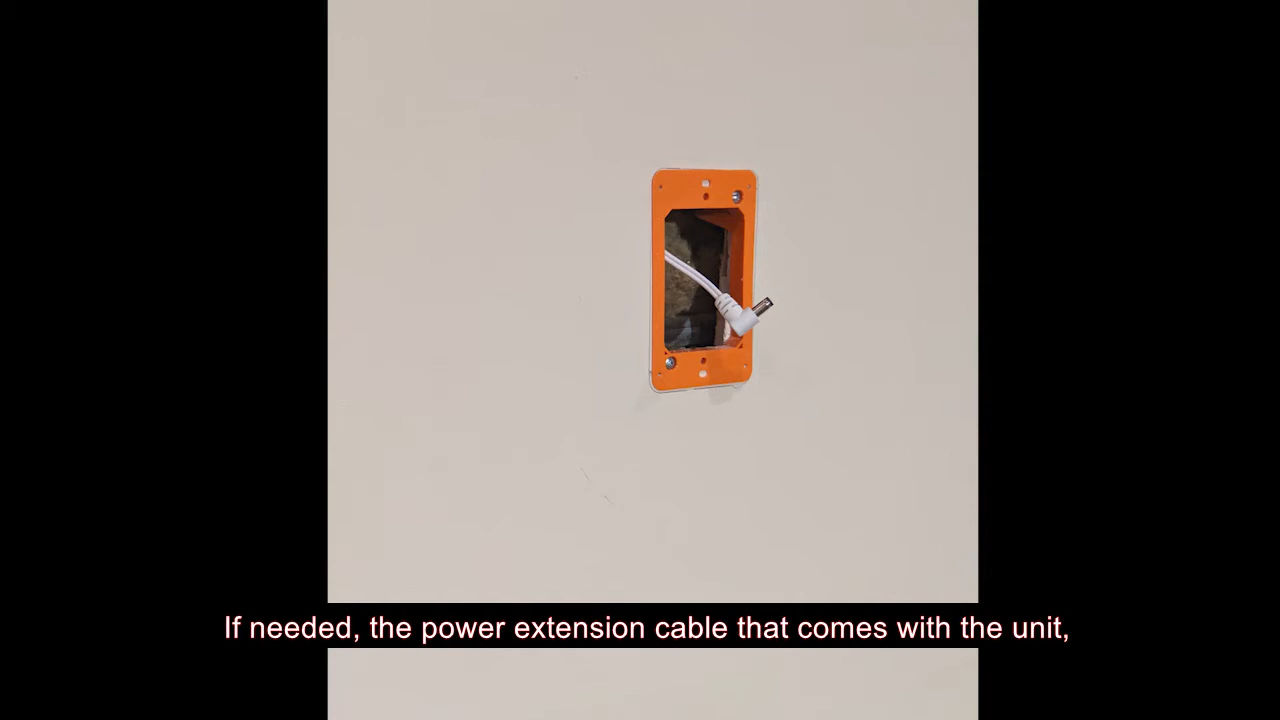 If needed, the power extension cable that comes with the unit,